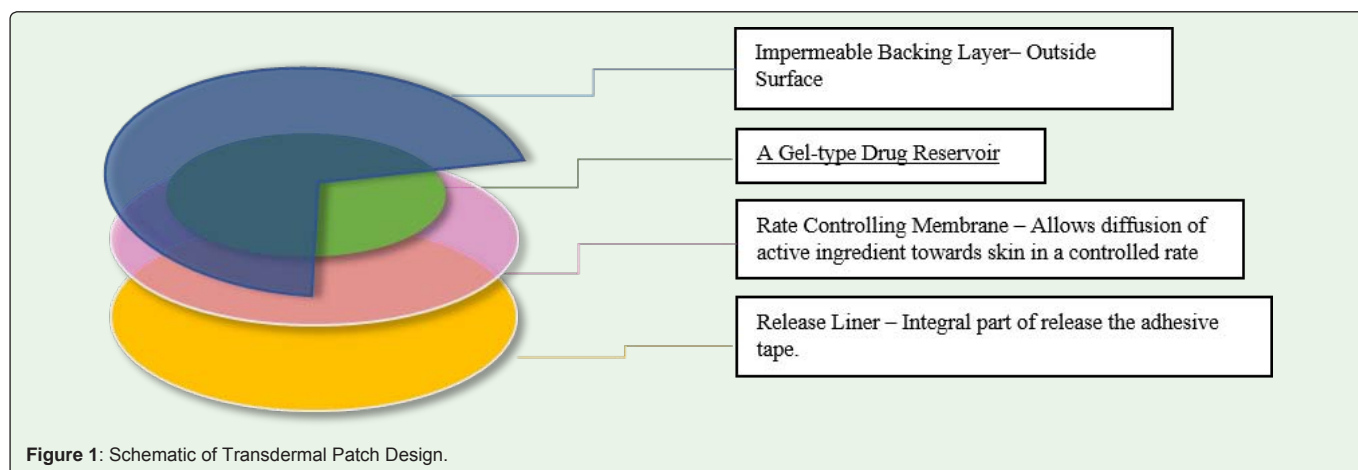 Impermeable Backing Layer– Outside
Surface
A Gel-type Drug Reservoir
Rate Controlling Membrane – Allows diffusion of
active ingredient towards skin in a controlled rate
Release Liner – Integral part of release the adhesive
tape.
Figure 1: Schematic of Transdermal Patch Design.